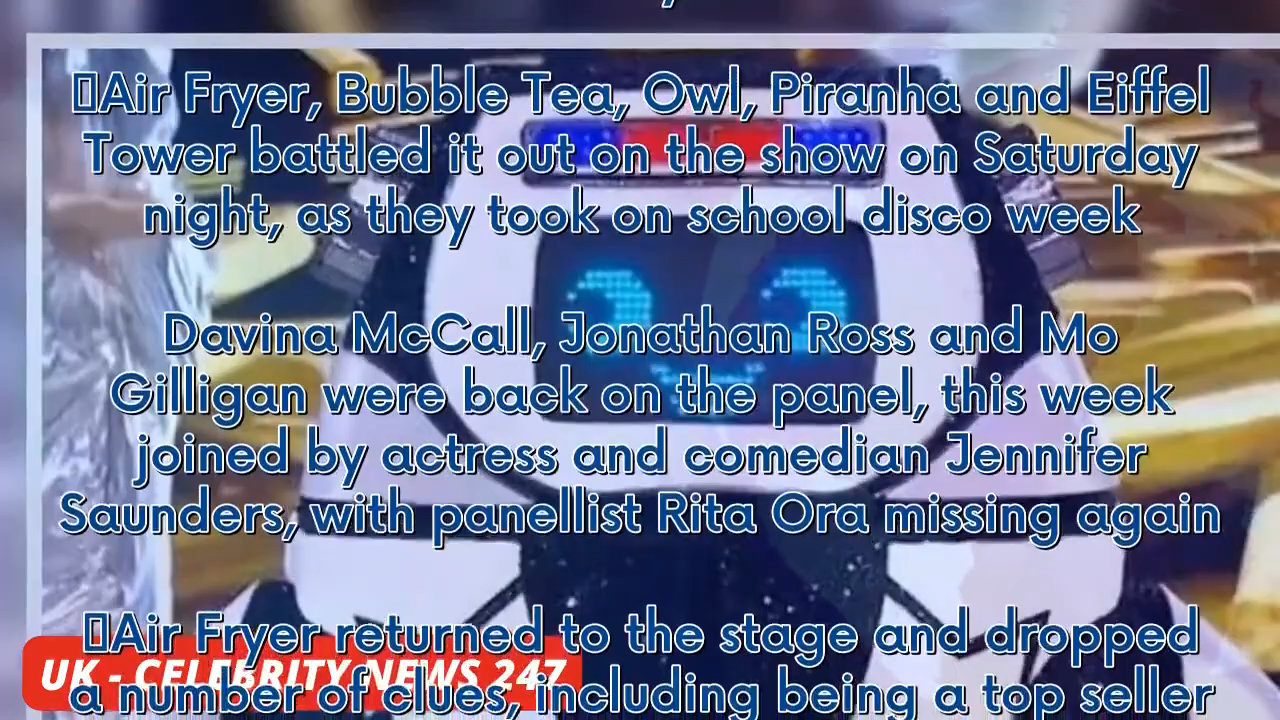 Air Fryer, Bubble Tea, Owl, Piranha and Eiffel
Tower battled it out on the show on Saturday
night, as they took on school disco week
Davina McCall, Jonathan Ross and Mo
Gilligan were back on the panel, this week
joined by actress and comedian Jennifer
Saunders, with panellist Rita Ora missing again
Air Fryer returned to the stage and dropped
UK - CELEBRITY NEWS 247
a number of clues, including being a top seller